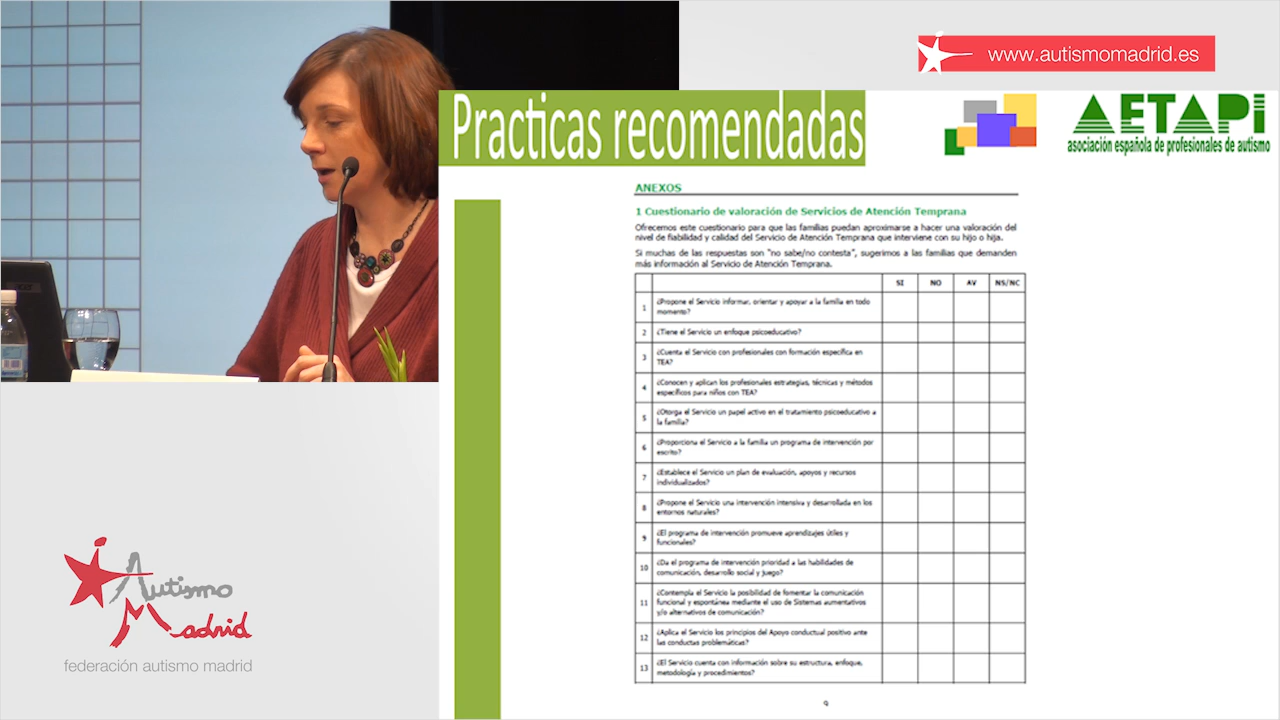 www.autismomadrid.es
Practicas recomendadas
AETAPI
asociación española de profesionales de autismo
ANEXOS
1 Cuestionario de valoración de Servicios de Atención Temprana
Ofrecemos este cuestionario para que las familias puedan aproximarse a hacer una valoración del
nivel de fiabilidad y calidad del Servicio de Atención Temprana que interviene con su hijo o hija.
Si muchas de las respuestas son "no sabe/no contesta", sugerimos a las familias que demanden
más información al Servicio de Atención Temprana.
SI NO AV NS/NC
1 ¿Propone el Servicio informar, orientar y apoyar a la familia en todo
momento?
2 ¿Tiene el Servicio un enfoque psicoeducativo?
3 ¿Cuenta el Servicio con profesionales con formación específica en
TEA?
4 ¿Conocen y aplican los profesionales estrategias, técnicas y métodos
específicos para niños con TEA?
5 ¿Otorga el Servicio un papel activo en el tratamiento psicoeducativo a
la familia?
6 ¿Proporciona el Servicio a la familia un programa de intervención por
escrito?
7 ¿Establece el Servicio un plan de evaluación, apoyos y recursos
individualizados?
8 ¿Propone el Servicio una intervención intensiva y desarrollada en los
entornos naturales?
9 ¿El programa de intervención promueve aprendizajes útiles y
funcionales?
10 ¿Da el programa de intervención prioridad a las habilidades de
comunicación, desarrollo social y juego?
11 ¿Contempla el Servicio la posibilidad de fomentar la comunicación
funcional y espontánea mediante el uso de Sistemas aumentativos
y/o alternativos de comunicación?
12 ¿Aplica el Servicio los principios del Apoyo conductual positivo ante
las conductas problemáticas?
13 ¿El Servicio cuenta con información sobre su estructura, enfoque,
metodología y procedimientos?
9
Autismo
Madrid
federación autismo madrid